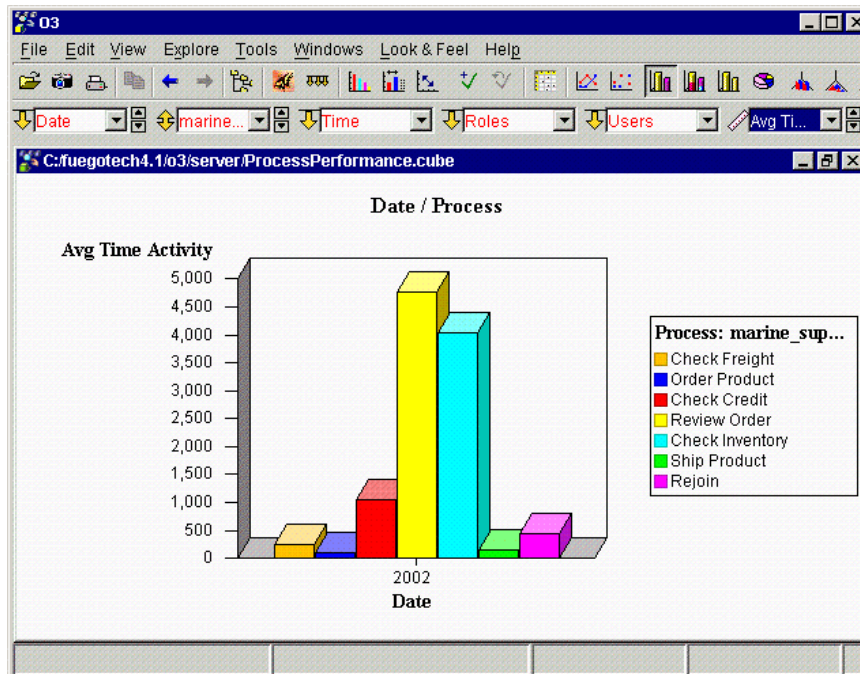 O3
File Edit View Explore Tools Windows Look & Feel Help
Date marine... Time Roles Users Avg Ti...
C:/fuegotech4.1/o3/server/ProcessPerformance.cube
Date / Process
Avg Time Activity
5,000
4,500
4,000
3,500
3,000
2,500
2,000
1,500
1,000
500
0
2002
Date
Process: marine_sup...
Check Freight
Order Product
Check Credit
Review Order
Check Inventory
Ship Product
Rejoin